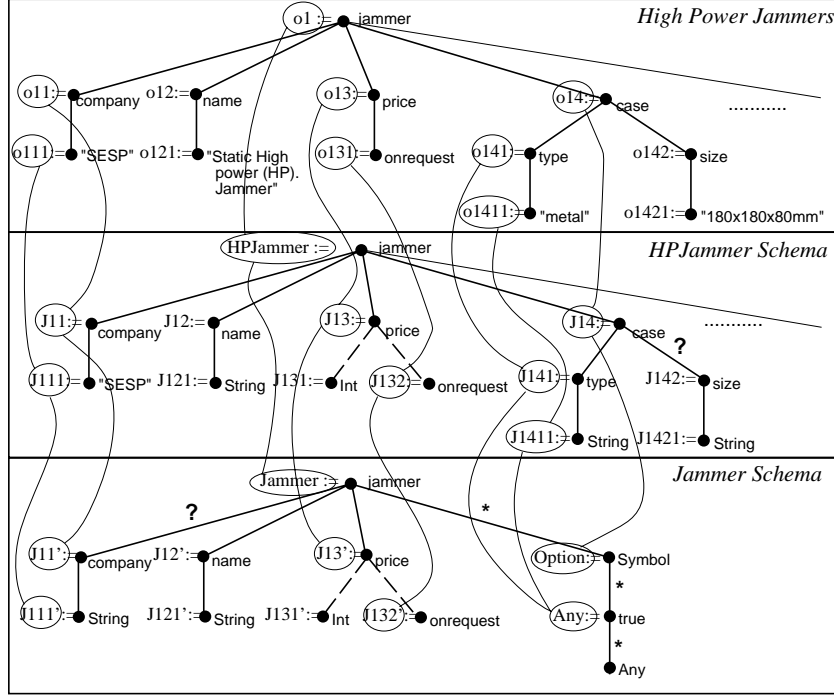 High Power Jammers
o1 := jammer
o11:= company o12:= name o13:= price o14:= case ............
o111:= "SESP" o121:= "Static High
power (HP).
Jammer"
o131:= onrequest o141:= type o142:= size
o1411:= "metal" o1421:= "180x180x80mm"
HPJammer Schema
HPJammer := jammer
J11:= company J12:= name J13:= price J14:= case ...........
?
J111:= "SESP" J121:= String J131:= Int J132:= onrequest J141:= type J142:= size
J1411:= String J1421:= String
Jammer Schema
Jammer := jammer
? *
J11':= company J12':= name J13':= price Option:= Symbol
*
J111':= String J121':= String J131':= Int J132':= onrequest Any:= true
*
Any